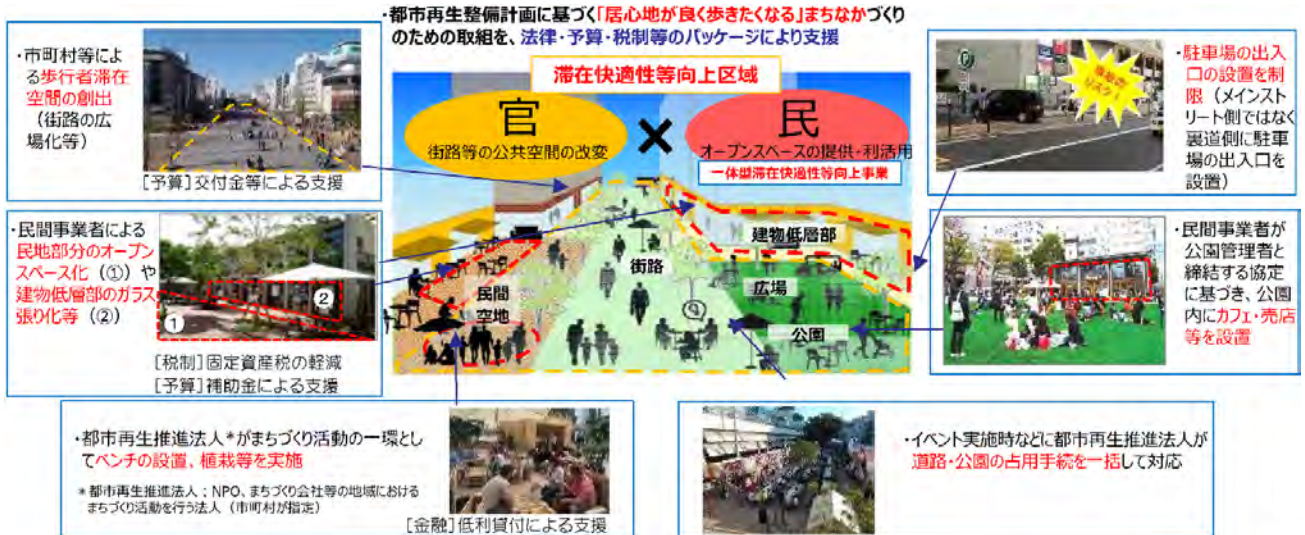 ・都市再生整備計画に基づく「居心地が良く歩きたくなる」まちなかづくり
のための取組を、法律・予算・税制等のパッケージにより支援
・市町村等によ
る歩行者滞在
空間の創出
（街路の広
場化等）
［予算］交付金等による支援
・民間事業者による
民地部分のオープン
スペース化（①）や
建物低層部のガラス
張り化等（②）
①
②
［税制］固定資産税の軽減
［予算］補助金による支援
滞在快適性等向上区域
官
街路等の公共空間の改変
×
民
オープンスペースの提供・利活用
一体型滞在快適性等向上事業
建物低層部
街路
広場
民間
空地
公園
・駐車場の出入
口の設置を制
限（メインスト
リート側ではなく
裏道側に駐車
場の出入口を
設置）
・民間事業者が
公園管理者と
締結する協定
に基づき、公園
内にカフェ・売店
等を設置
・都市再生推進法人*がまちづくり活動の一環とし
てベンチの設置、植栽等を実施
*都市再生推進法人：NPO、まちづくり会社等の地域における
まちづくり活動を行う法人（市町村が指定）
［金融］低利貸付による支援
・イベント実施時などに都市再生推進法人が
道路・公園の占用手続を一括して対応